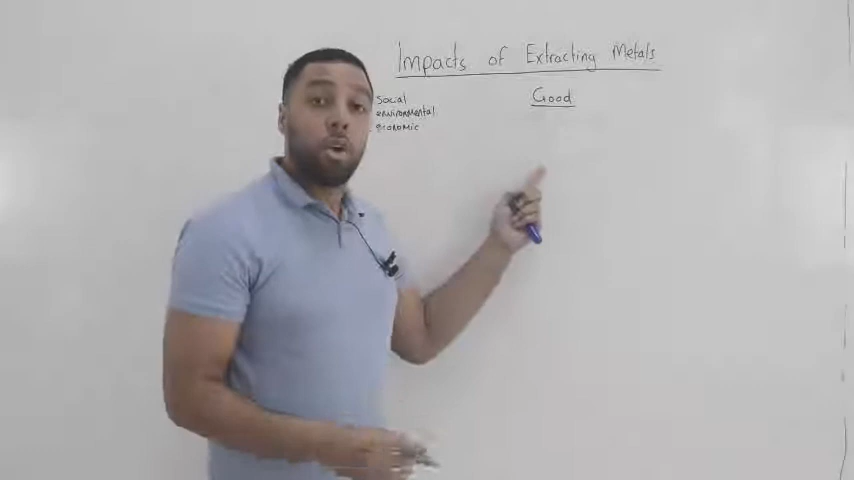 Impacts of Extracting Metals
Good
Social
environmental
economic